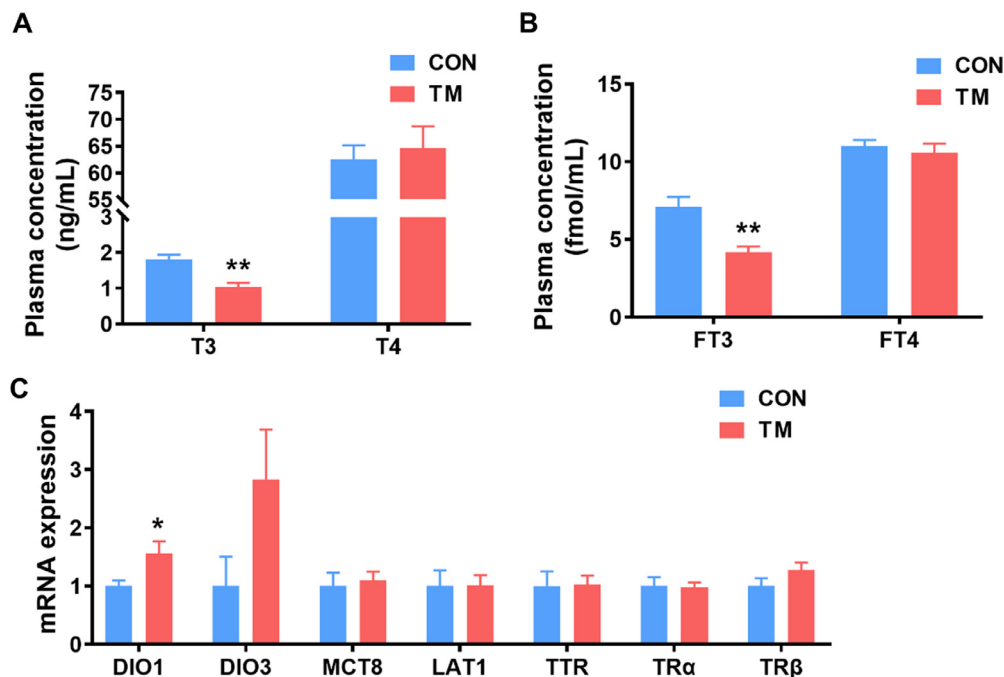 A
CON
TM
Plasma concentration
(ng/mL)
75
70
65
60
55
3
2
1
0
**
T3
T4
B
CON
TM
Plasma concentration
(fmol/mL)
15
10
5
0
**
FT3
FT4
C
CON
TM
mRNA expression
4
3
2
1
0
*
DIO1
DIO3
MCT8
LAT1
TTR
TRα
TRβ